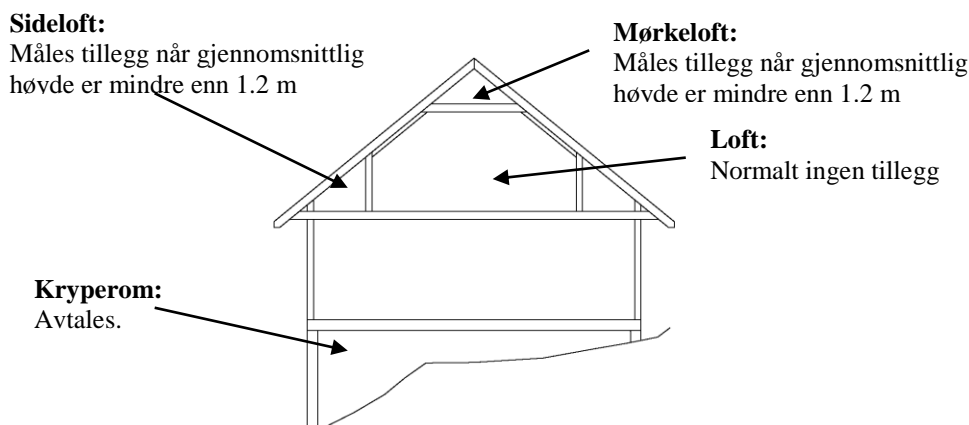 Sideloft:
Måles tillegg når gjennomsnittlig
høvde er mindre enn 1.2 m
Mørkeloft:
Måles tillegg når gjennomsnittlig
høvde er mindre enn 1.2 m
Loft:
Normalt ingen tillegg
Kryperom:
Avtales.